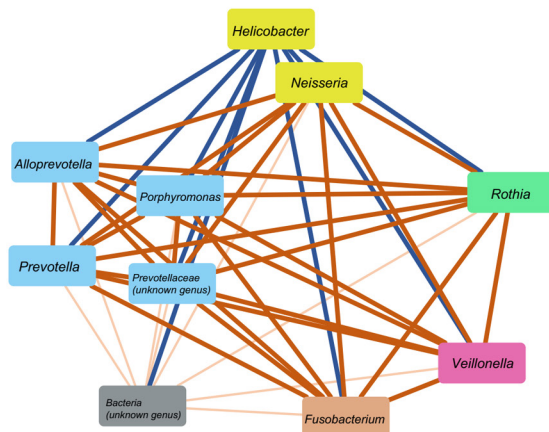 Helicobacter
Neisseria
Alloprevotella
Porphyromonas
Rothia
Prevotella
Prevotellaceae
(unknown genus)
Veillonella
Bacteria
(unknown genus)
Fusobacterium